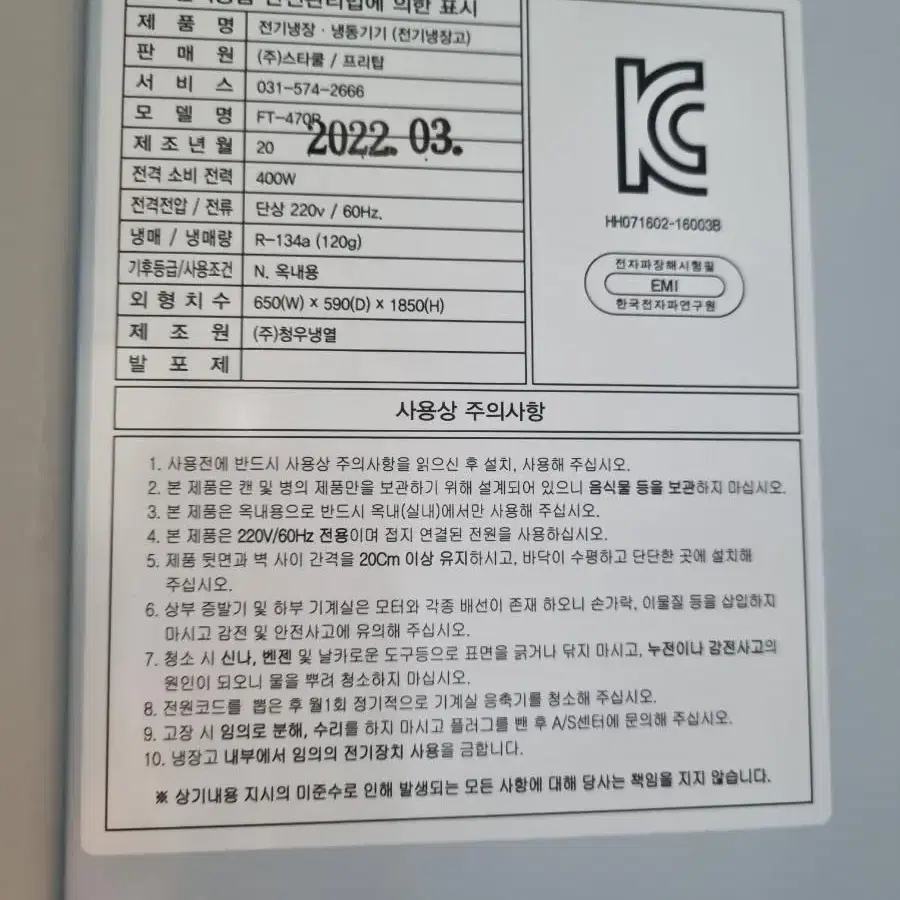 안전관리법에 의한 표시
제 품 명 전기냉장 · 냉동기기 (전기냉장고)
판 매 원 (주)스타쿨 / 프리탑
서 비 스 031-574-2666
모 델 명 FT-470R
제 조 년 월 20 2022. 03.
전격 소비 전력 400W
전격전압 / 전류 단상 220v / 60Hz.
냉매 / 냉매량 R-134a (120g)
기후등급/사용조건 N. 옥내용
외 형 치 수 650(W) x 590(D) x 1850(H)
제 조 원 (주)청우냉열
발 포 제
KC
HH071602-16003B
전자파장해시험필
EMI
한국전자파연구원
사용상 주의사항
1. 사용전에 반드시 사용상 주의사항을 읽으신 후 설치, 사용해 주십시오.
2. 본 제품은 캔 및 병의 제품만을 보관하기 위해 설계되어 있으니 음식물 등을 보관하지 마십시오.
3. 본 제품은 옥내용으로 반드시 옥내(실내)에서만 사용해 주십시오.
4. 본 제품은 220V/60Hz 전용이며 접지 연결된 전원을 사용하십시오.
5. 제품 뒷면과 벽 사이 간격을 20Cm 이상 유지하시고, 바닥이 수평하고 단단한 곳에 설치해
주십시오.
6. 상부 증발기 및 하부 기계실은 모터와 각종 배선이 존재 하오니 손가락, 이물질 등을 삽입하지
마시고 감전 및 안전사고에 유의해 주십시오.
7. 청소 시 신나, 벤젠 및 날카로운 도구등으로 표면을 긁거나 닦지 마시고, 누전이나 감전사고의
원인이 되오니 물을 뿌려 청소하지 마십시오.
8. 전원코드를 뽑은 후 월1회 정기적으로 기계실 응축기를 청소해 주십시오.
9. 고장 시 임의로 분해, 수리를 하지 마시고 플러그를 뺀 후 A/S센터에 문의해 주십시오.
10. 냉장고 내부에서 임의의 전기장치 사용을 금합니다.
※ 상기내용 지시의 미준수로 인해 발생되는 모든 사항에 대해 당사는 책임을 지지 않습니다.